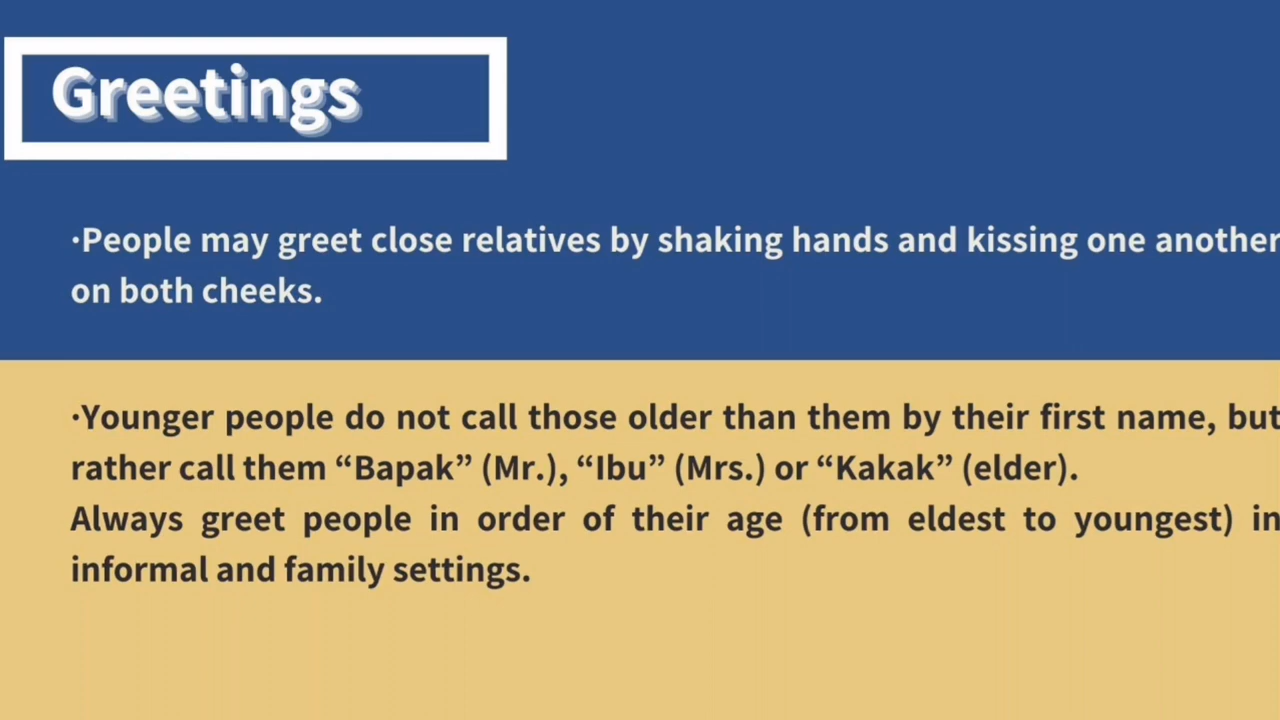 Greetings
·People may greet close relatives by shaking hands and kissing one another
on both cheeks.
·Younger people do not call those older than them by their first name, but
rather call them “Bapak” (Mr.), “Ibu” (Mrs.) or “Kakak” (elder).
Always greet people in order of their age (from eldest to youngest) in
informal and family settings.